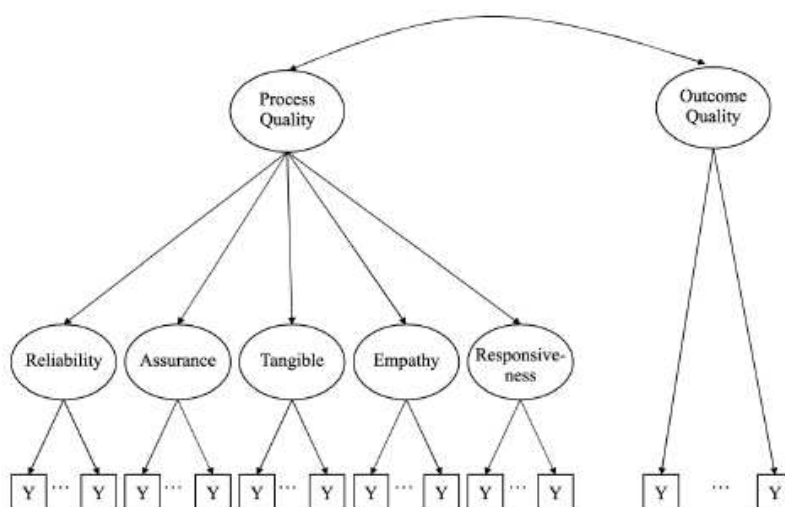 Process
Quality
Outcome
Quality
Reliability
Assurance
Tangible
Empathy
Responsive-
ness
Y ... Y Y ... Y Y ... Y Y ... Y Y ... Y Y ... Y